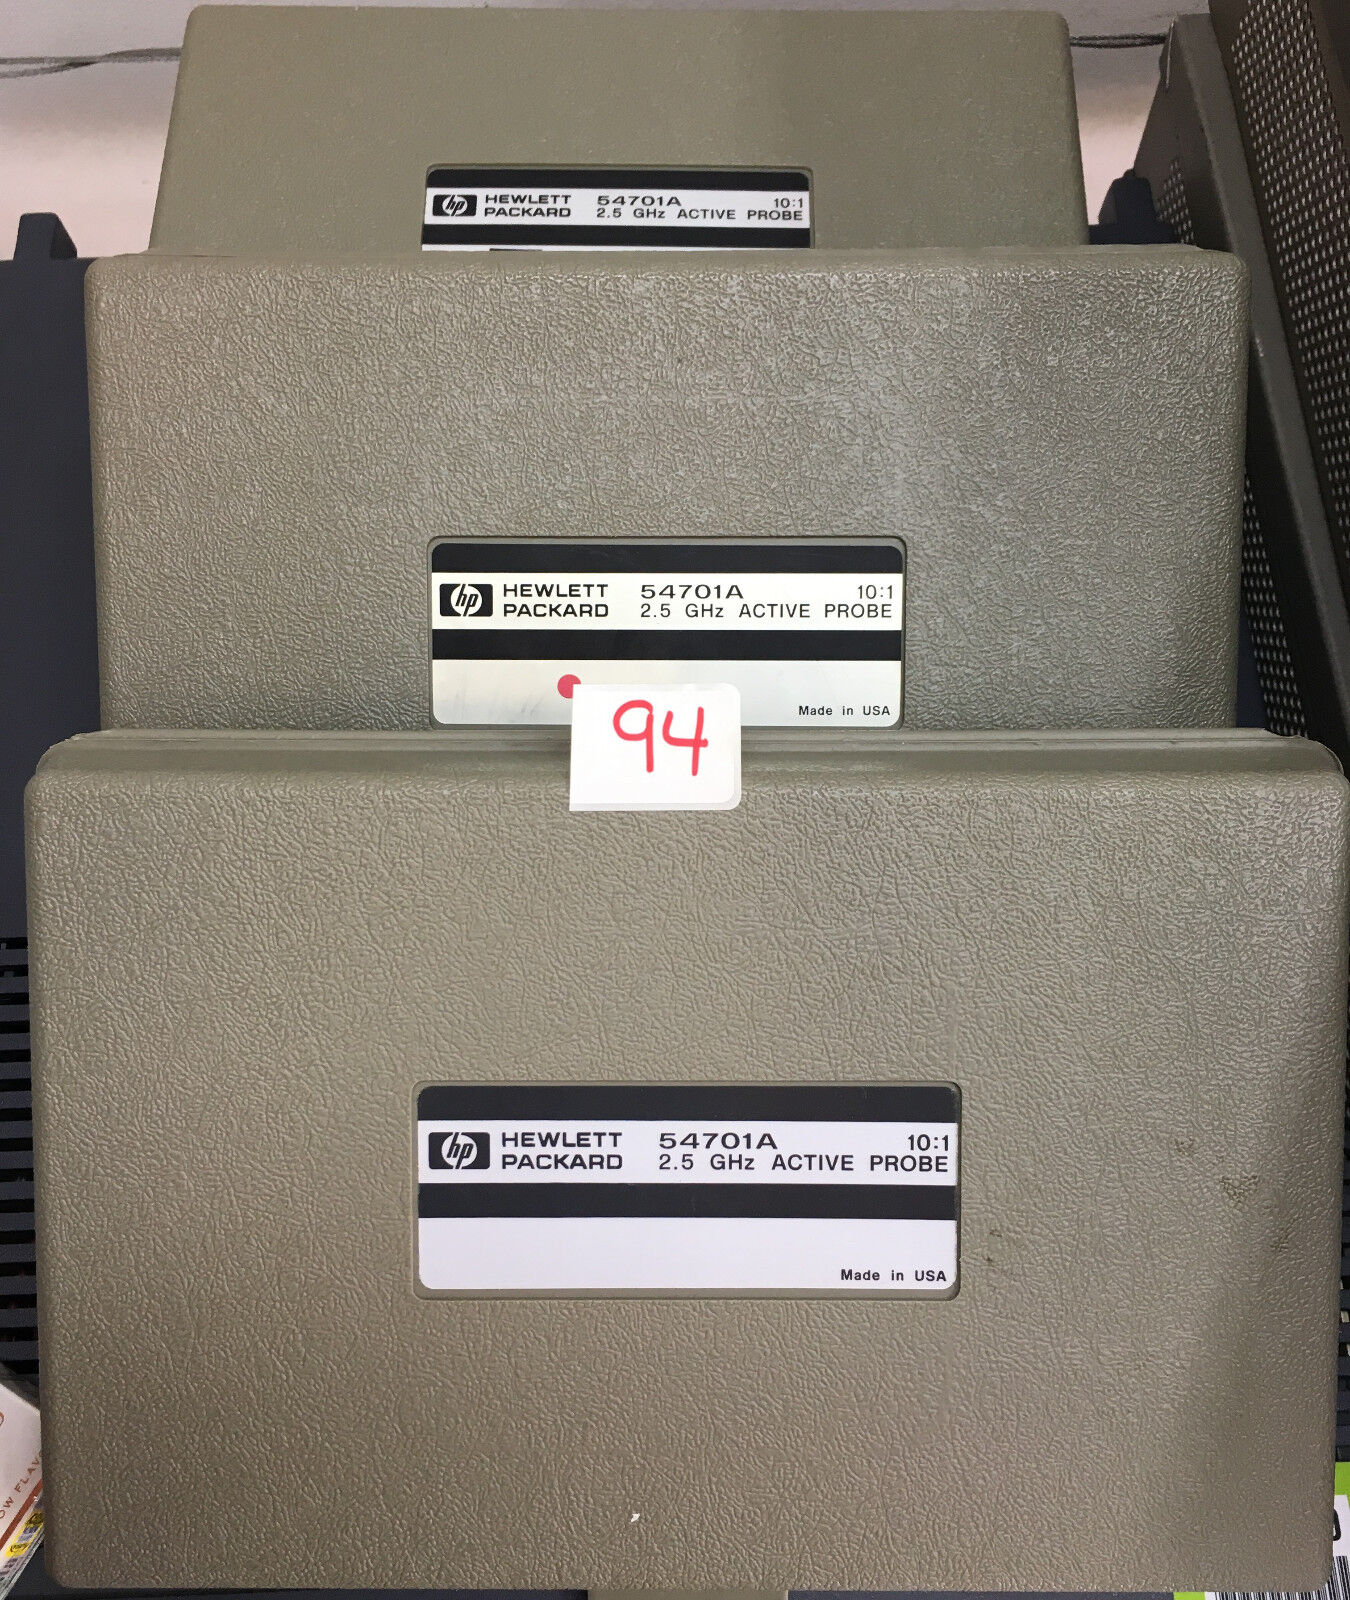 hp HEWLETT PACKARD 54701A 10:1
2.5 GHz ACTIVE PROBE
hp HEWLETT PACKARD 54701A 10:1
2.5 GHz ACTIVE PROBE
Made in USA
94
hp HEWLETT PACKARD 54701A 10:1
2.5 GHz ACTIVE PROBE
Made in USA